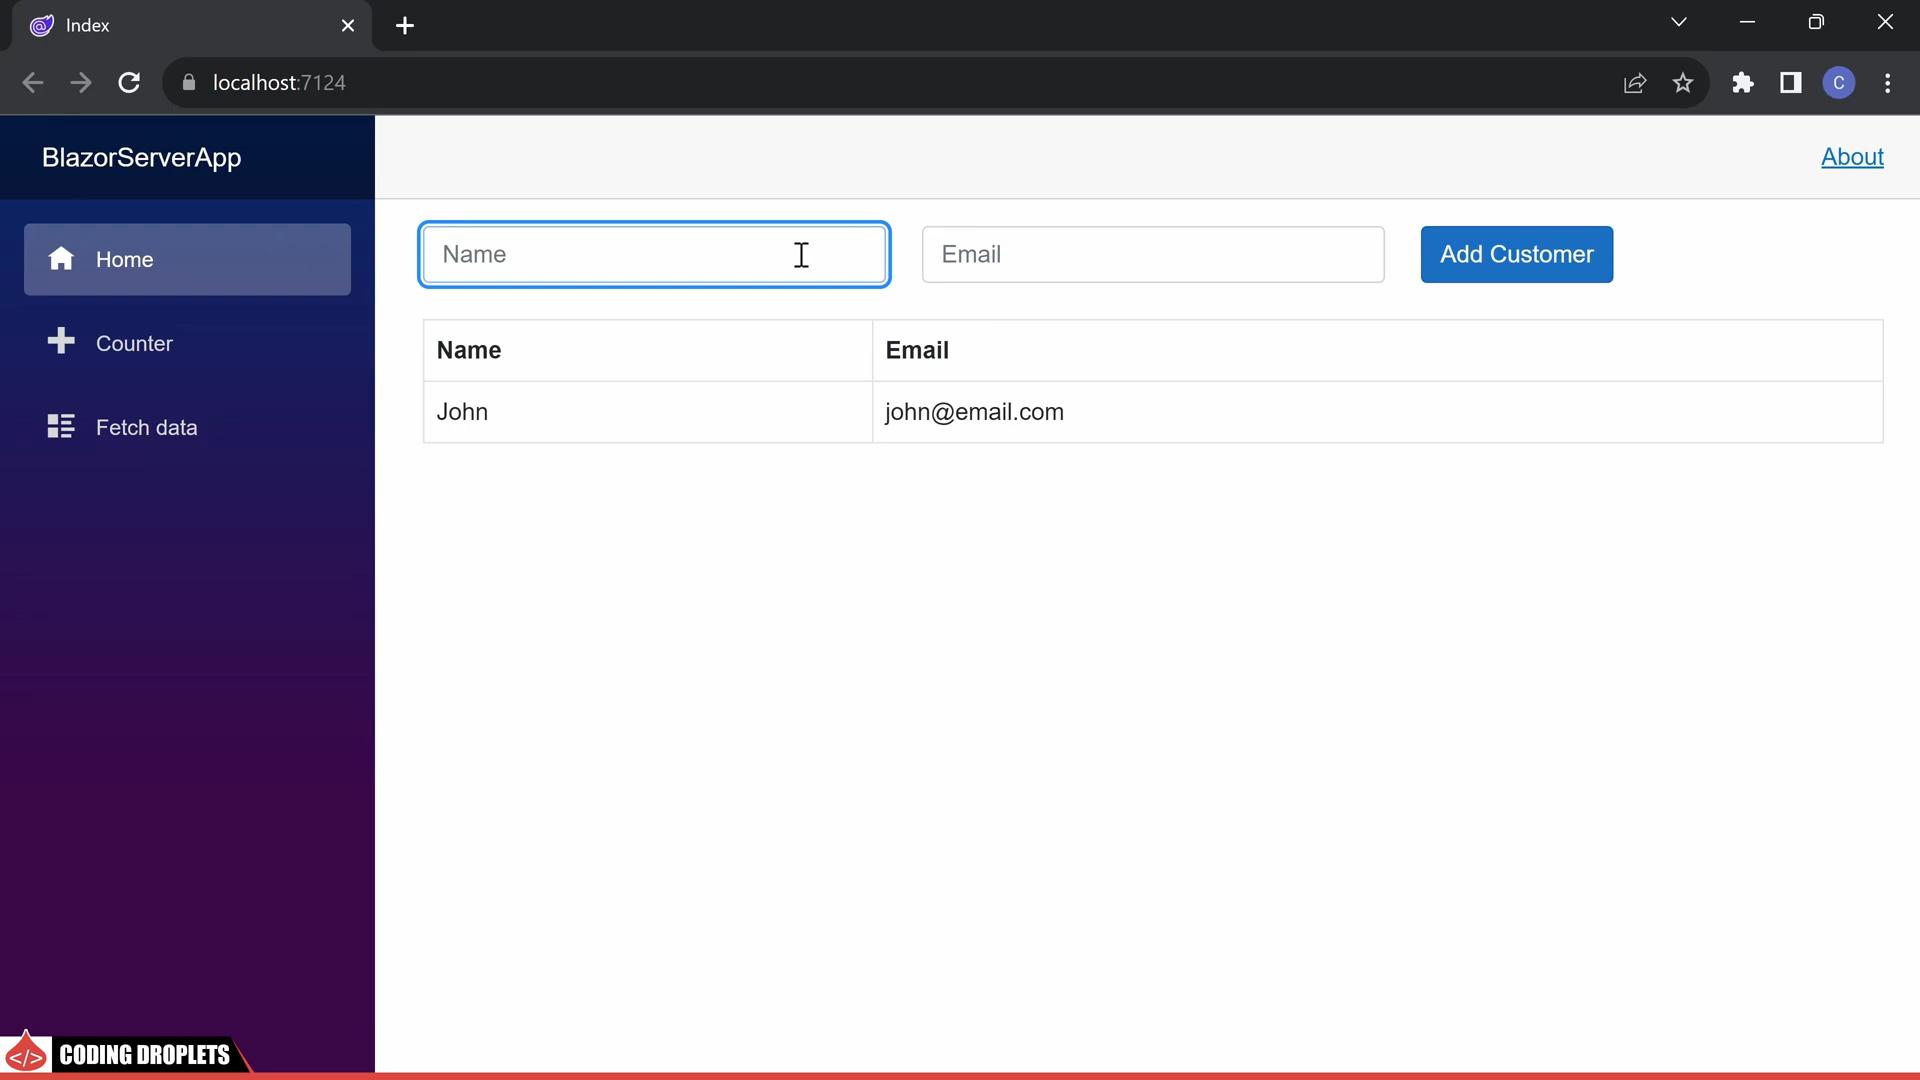 Index
localhost:7124
C
BlazorServerApp
About
Home
Name
Email
Add Customer
Counter
Name
Email
John
john@email.com
Fetch data
</> CODING DROPLETS